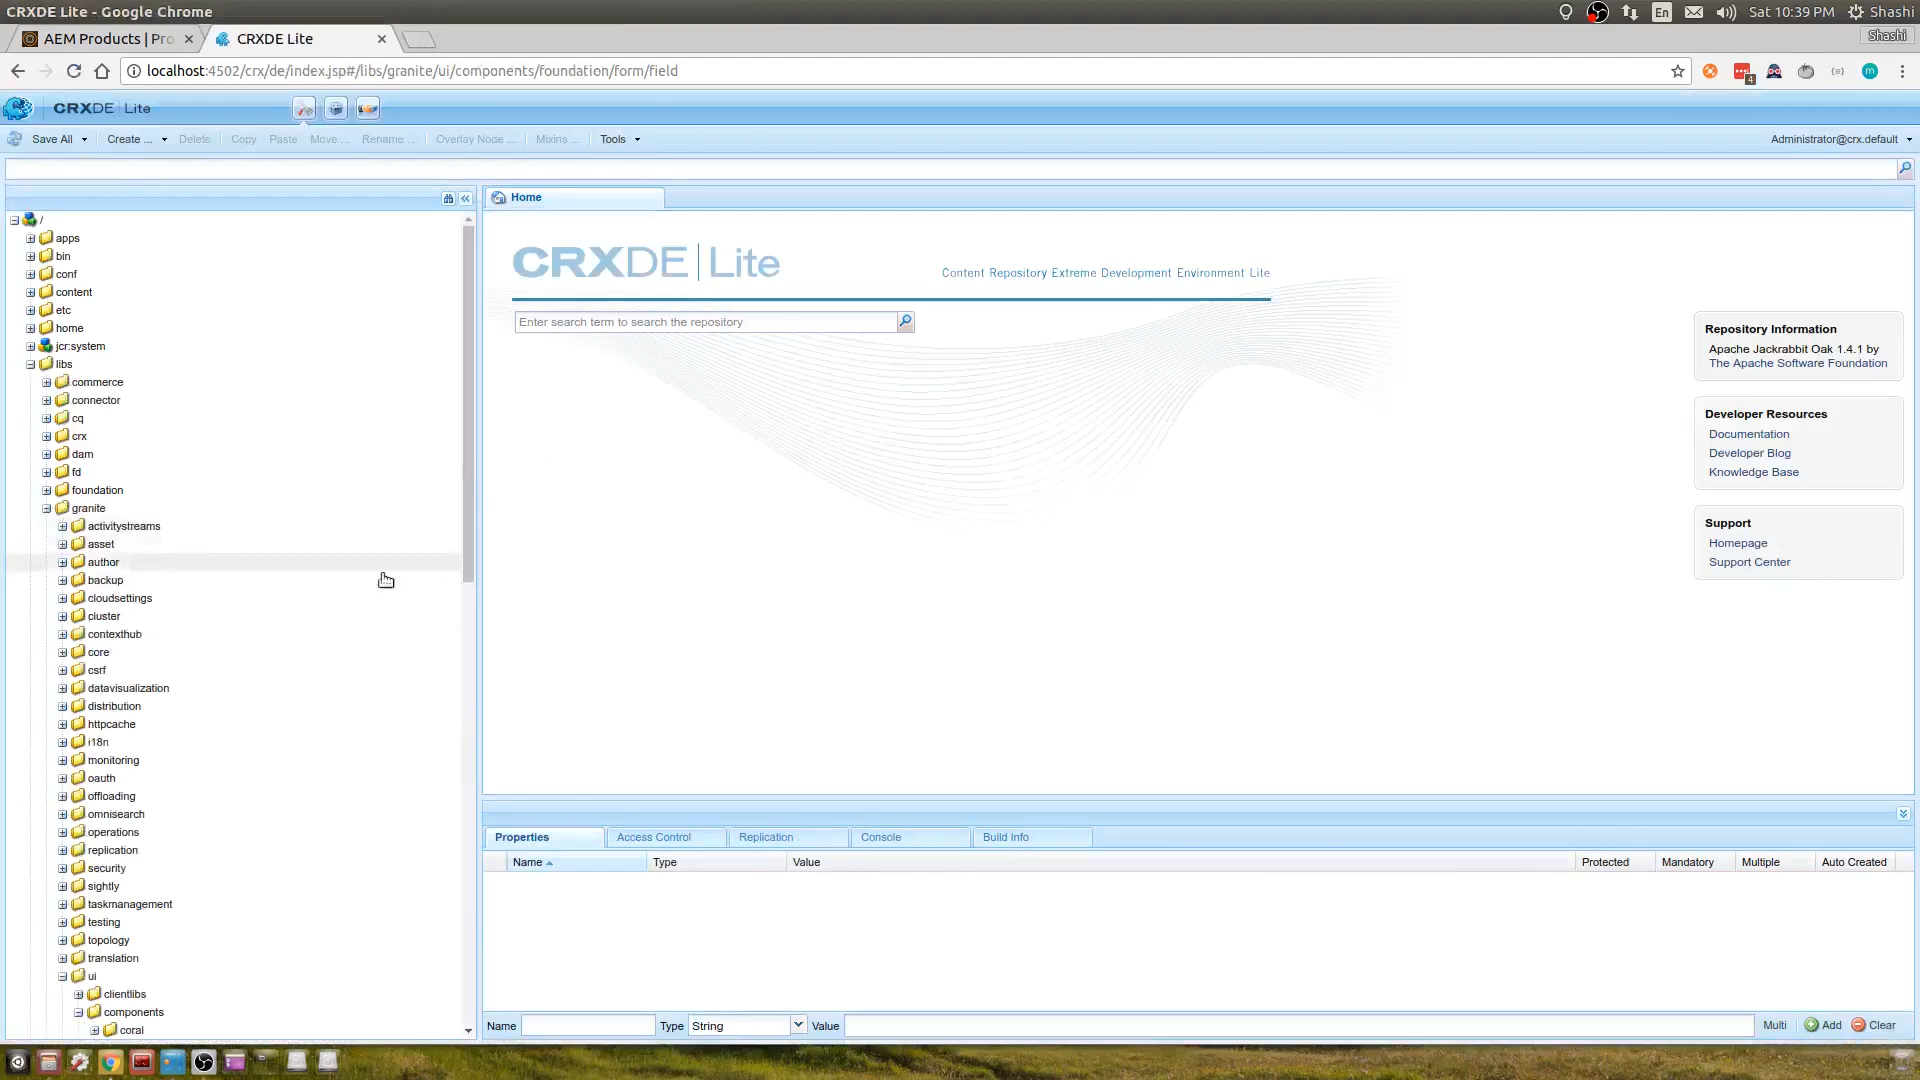 CRXDE Lite - Google Chrome
En
Sat 10:39 PM
Shashi
AEM Products | Pro
CRXDE Lite
Shashi
localhost:4502/crx/de/index.jsp#/libs/granite/ui/components/foundation/form/field
4
m
CRXDE | Lite
Save All
Create ...
Delete
Copy
Paste
Move ...
Rename ...
Overlay Node ...
Mixins ...
Tools
Administrator@crx.default
Home
/
apps
bin
conf
content
etc
home
jcr:system
libs
commerce
connector
cq
crx
dam
fd
foundation
granite
activitystreams
asset
author
backup
cloudsettings
cluster
contexthub
core
csrf
datavisualization
distribution
httpcache
i18n
monitoring
oauth
offloading
omnisearch
operations
replication
security
sightly
taskmanagement
testing
topology
translation
ui
clientlibs
components
coral
CRXDE | Lite
Content Repository Extreme Development Environment Lite
Enter search term to search the repository
Repository Information
Apache Jackrabbit Oak 1.4.1 by
The Apache Software Foundation
Developer Resources
Documentation
Developer Blog
Knowledge Base
Support
Homepage
Support Center
Properties
Access Control
Replication
Console
Build Info
Name
Type
Value
Protected
Mandatory
Multiple
Auto Created
Name
Type
String
Value
Multi
Add
Clear